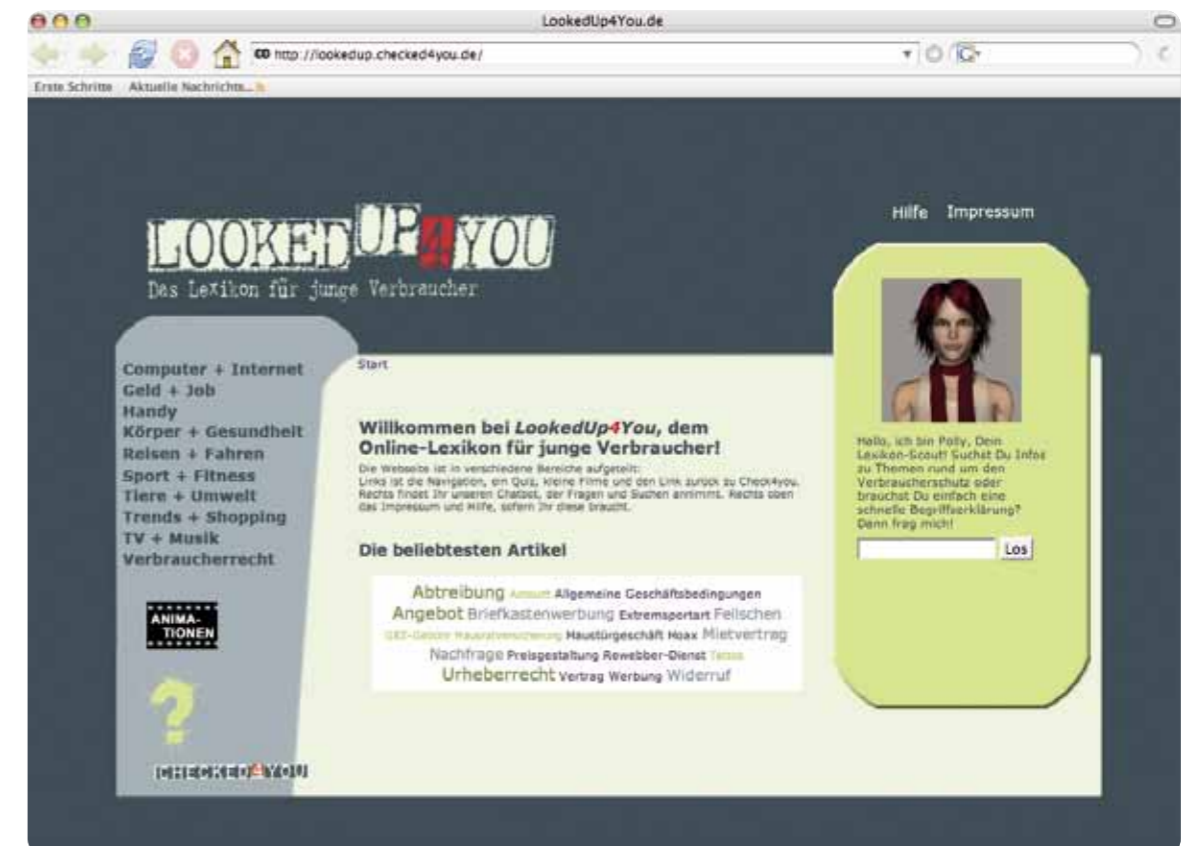 LookedUp4You.de
http://lookedup.checked4you.de/
Erste Schritte Aktuelle Nachrichte...
Hilfe Impressum
LOOKEDUP4YOU
Das Lexikon für junge Verbraucher
Computer + Internet
Geld + Job
Handy
Körper + Gesundheit
Reisen + Fahren
Sport + Fitness
Tiere + Umwelt
Trends + Shopping
TV + Musik
Verbraucherrecht
ANIMA-
TIONEN
?
CHECKED4YOU
Start
Willkommen bei LookedUp4You, dem
Online-Lexikon für junge Verbraucher!
Die Webseite ist in verschiedene Bereiche aufgeteilt:
Links ist die Navigation, ein Quiz, kleine Filme und den Link zurück zu Check4you.
Rechts findet Ihr unseren Chatbot, der Fragen und Suchen annimmt. Rechts oben
das Impressum und Hilfe, sofern Ihr diese braucht.
Die beliebtesten Artikel
Abtreibung Allgemeine Geschäftsbedingungen
Angebot Briefkastenwerbung Extremsportart Feilschen
Haustürgeschäft Hoax Mietvertrag
Nachfrage Preisgestaltung Rewebber-Dienst
Urheberrecht Vertrag Werbung Widerruf
Hallo, ich bin Polly, Dein
Lexikon-Scout! Suchst Du Infos
zu Themen rund um den
Verbraucherschutz oder
brauchst Du einfach eine
schnelle Begriffserklärung?
Dann frag mich!
Los